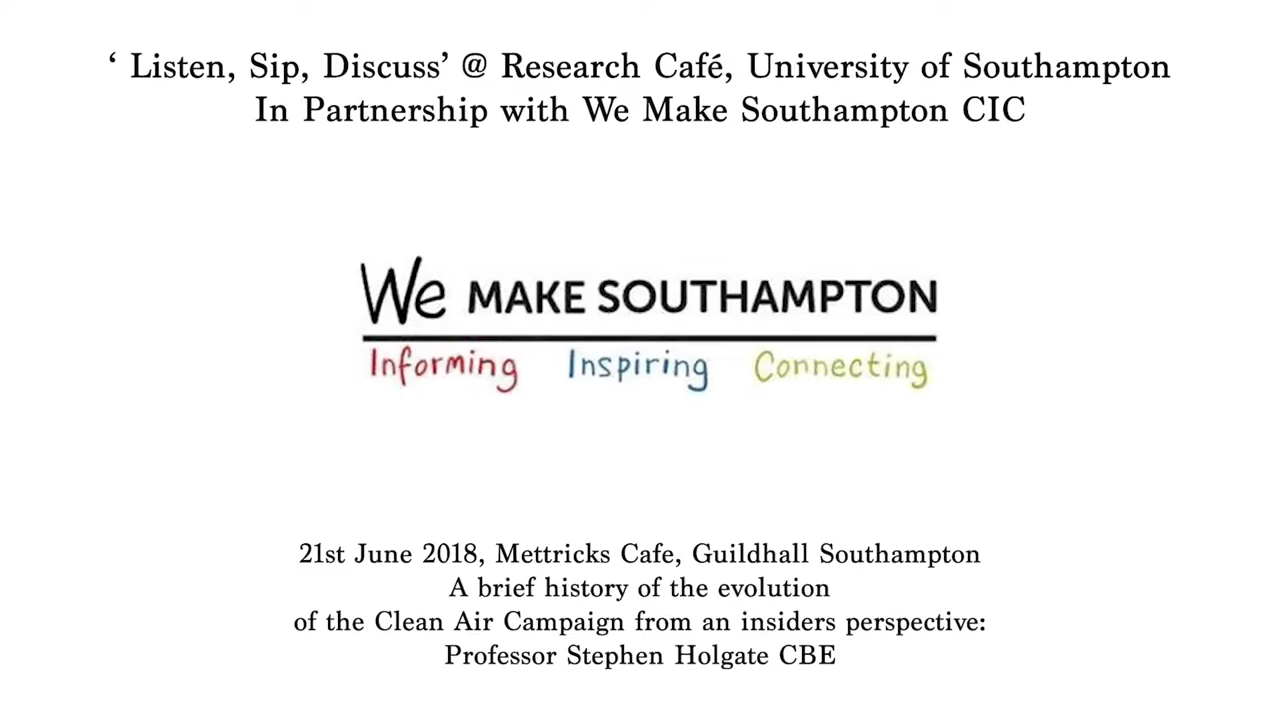 ‘ Listen, Sip, Discuss’ @ Research Café, University of Southampton
In Partnership with We Make Southampton CIC
We MAKE SOUTHAMPTON
Informing Inspiring Connecting
21st June 2018, Mettricks Cafe, Guildhall Southampton
A brief history of the evolution
of the Clean Air Campaign from an insiders perspective:
Professor Stephen Holgate CBE